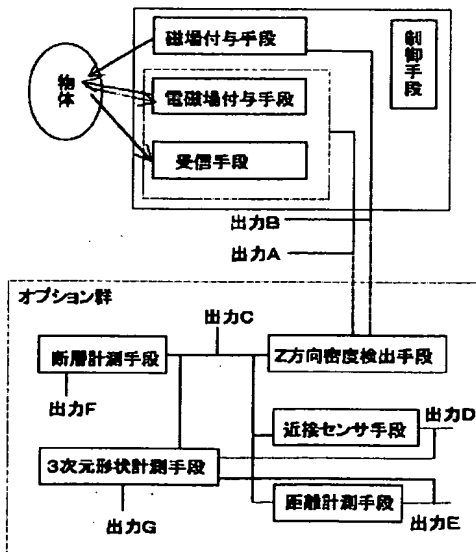 磁場付与手段
制御手段
物体
電磁場付与手段
受信手段
出力B
出力A
オプション群
出力C
断層計測手段
Z方向密度検出手段
出力F
近接センサ手段
出力D
3次元形状計測手段
距離計測手段
出力G
出力E